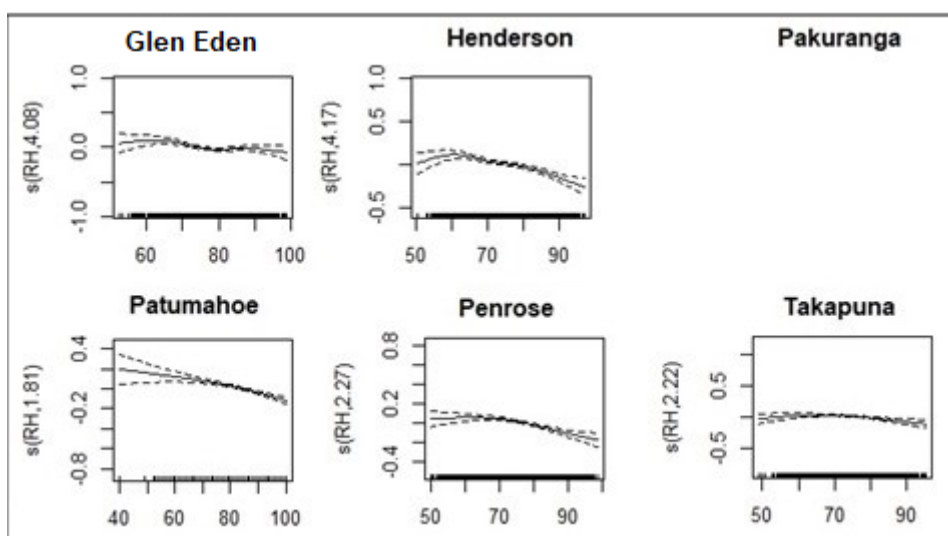 Glen Eden
Henderson
Pakuranga
s(RH,4.08)
1.0
0.0
-1.0
60 80 100
s(RH,4.17)
1.0
0.5
-0.5
50 70 90
Patumahoe
Penrose
Takapuna
s(RH,1.81)
0.4
-0.2
-0.8
40 60 80 100
s(RH,2.27)
0.8
0.2
-0.4
50 70 90
s(RH,2.22)
0.5
-0.5
50 70 90